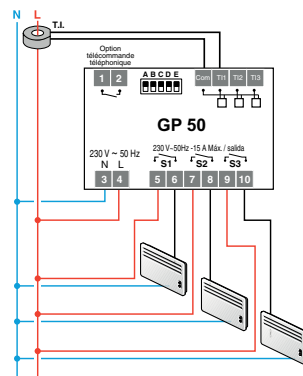 N L
T.I.
Option
télécommande
téléphonique
1 2
A B C D E
Com TI1 TI2 TI3
GP 50
230 V ~ 50 Hz
N L
230 V~50Hz -15 A Máx. / salida
S1 S2 S3
3 4 5 6 7 8 9 10